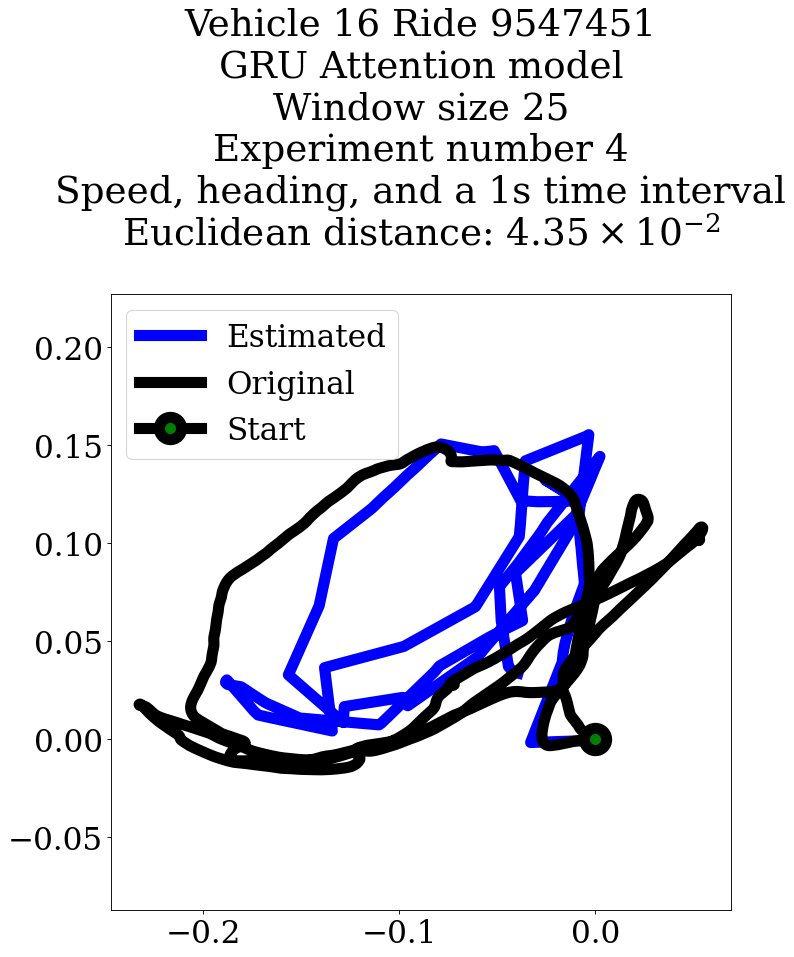 Vehicle 16 Ride 9547451
GRU Attention model
Window size 25
Experiment number 4
Speed, heading, and a 1s time interval
Euclidean distance: 4.35 × 10⁻²
Estimated
Original
Start
0.20
0.15
0.10
0.05
0.00
−0.05
−0.2
−0.1
0.0